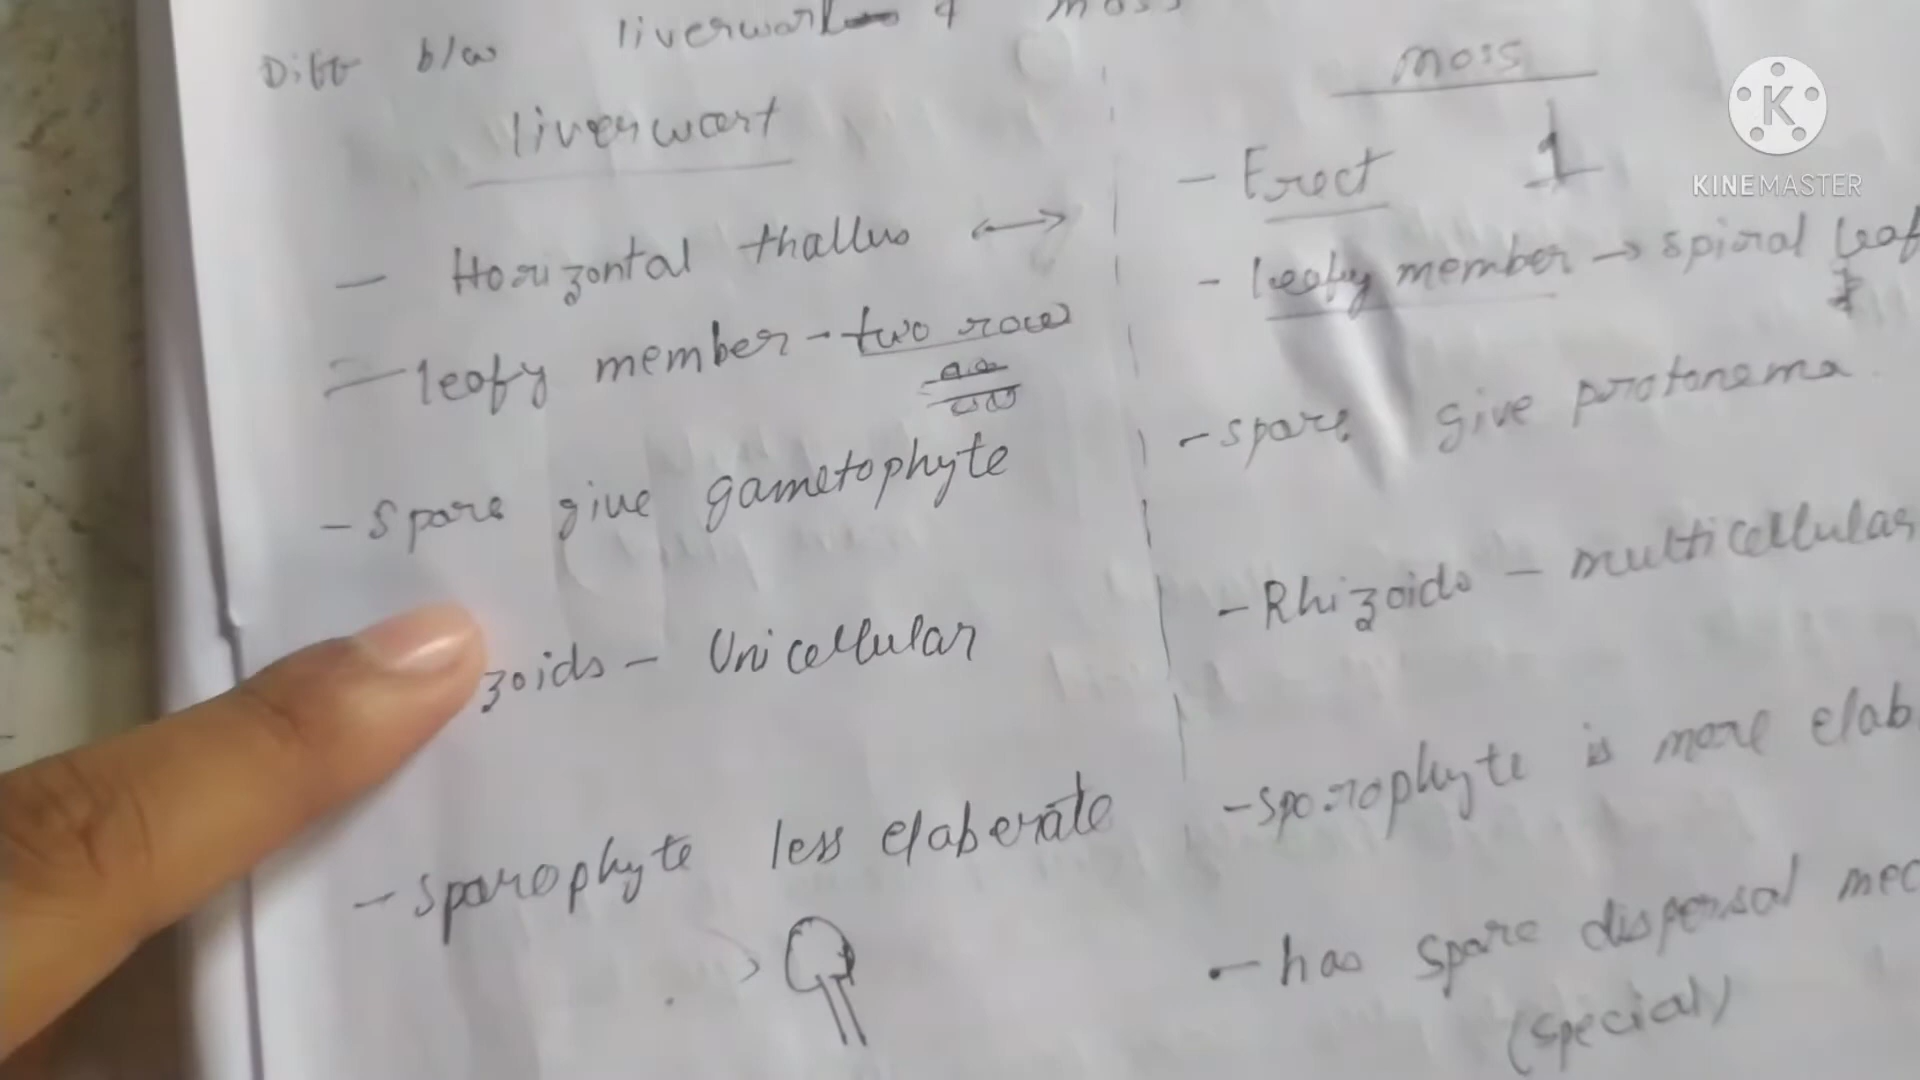 Diff b/w liverwort & moss
liverwort
- Horizontal thallus ↔
- leafy member - two row
- spore give gametophyte
zoids - Unicellular
- sporophyte less elaberate
moss
- Erect
- leafy member → spiral leaf
- spore give protonema
- Rhizoids - multicellular
- sporophyte is more elab
- has spore dispersal mec
(special)
K
KINEMASTER